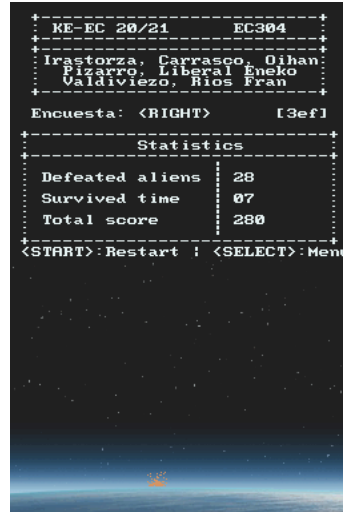 KE-EC 20/21 EC304
Irastorza, Carrasco, Oihan
Pizarro, Liberal Eneko
Valdiviezo, Rios Fran
Encuesta: <RIGHT> [3ef]
Statistics
Defeated aliens 28
Survived time 07
Total score 280
<START>:Restart | <SELECT>:Menu